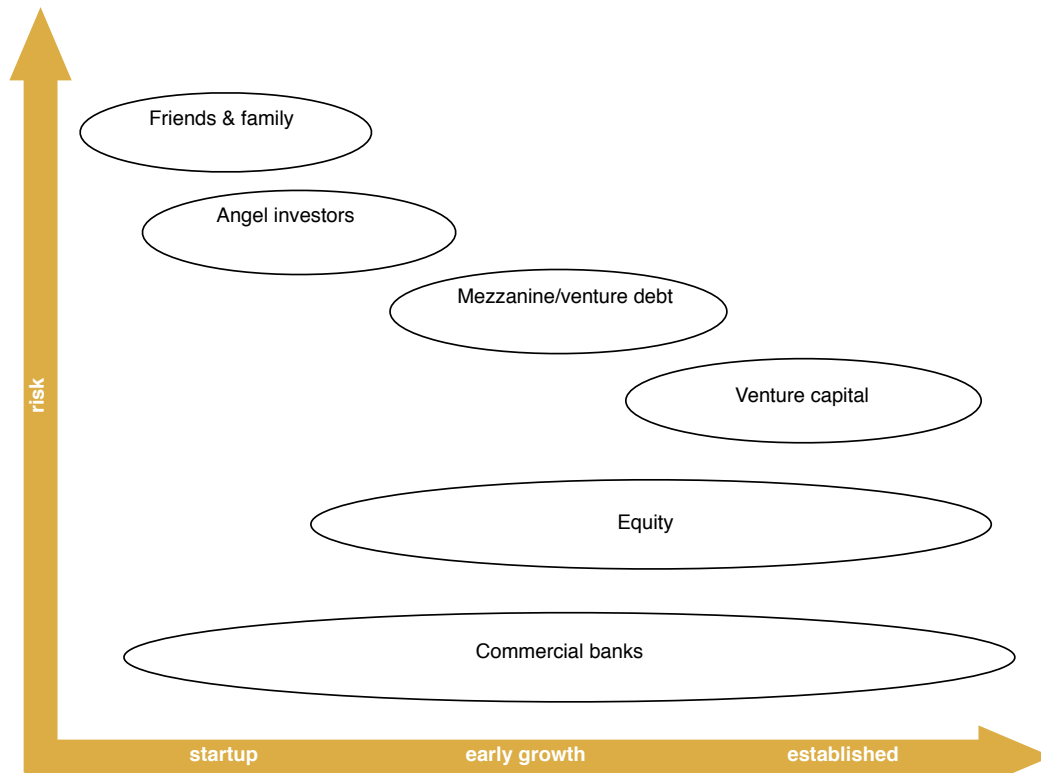 Friends & family
Angel investors
Mezzanine/venture debt
Venture capital
risk
Equity
Commercial banks
startup
early growth
established